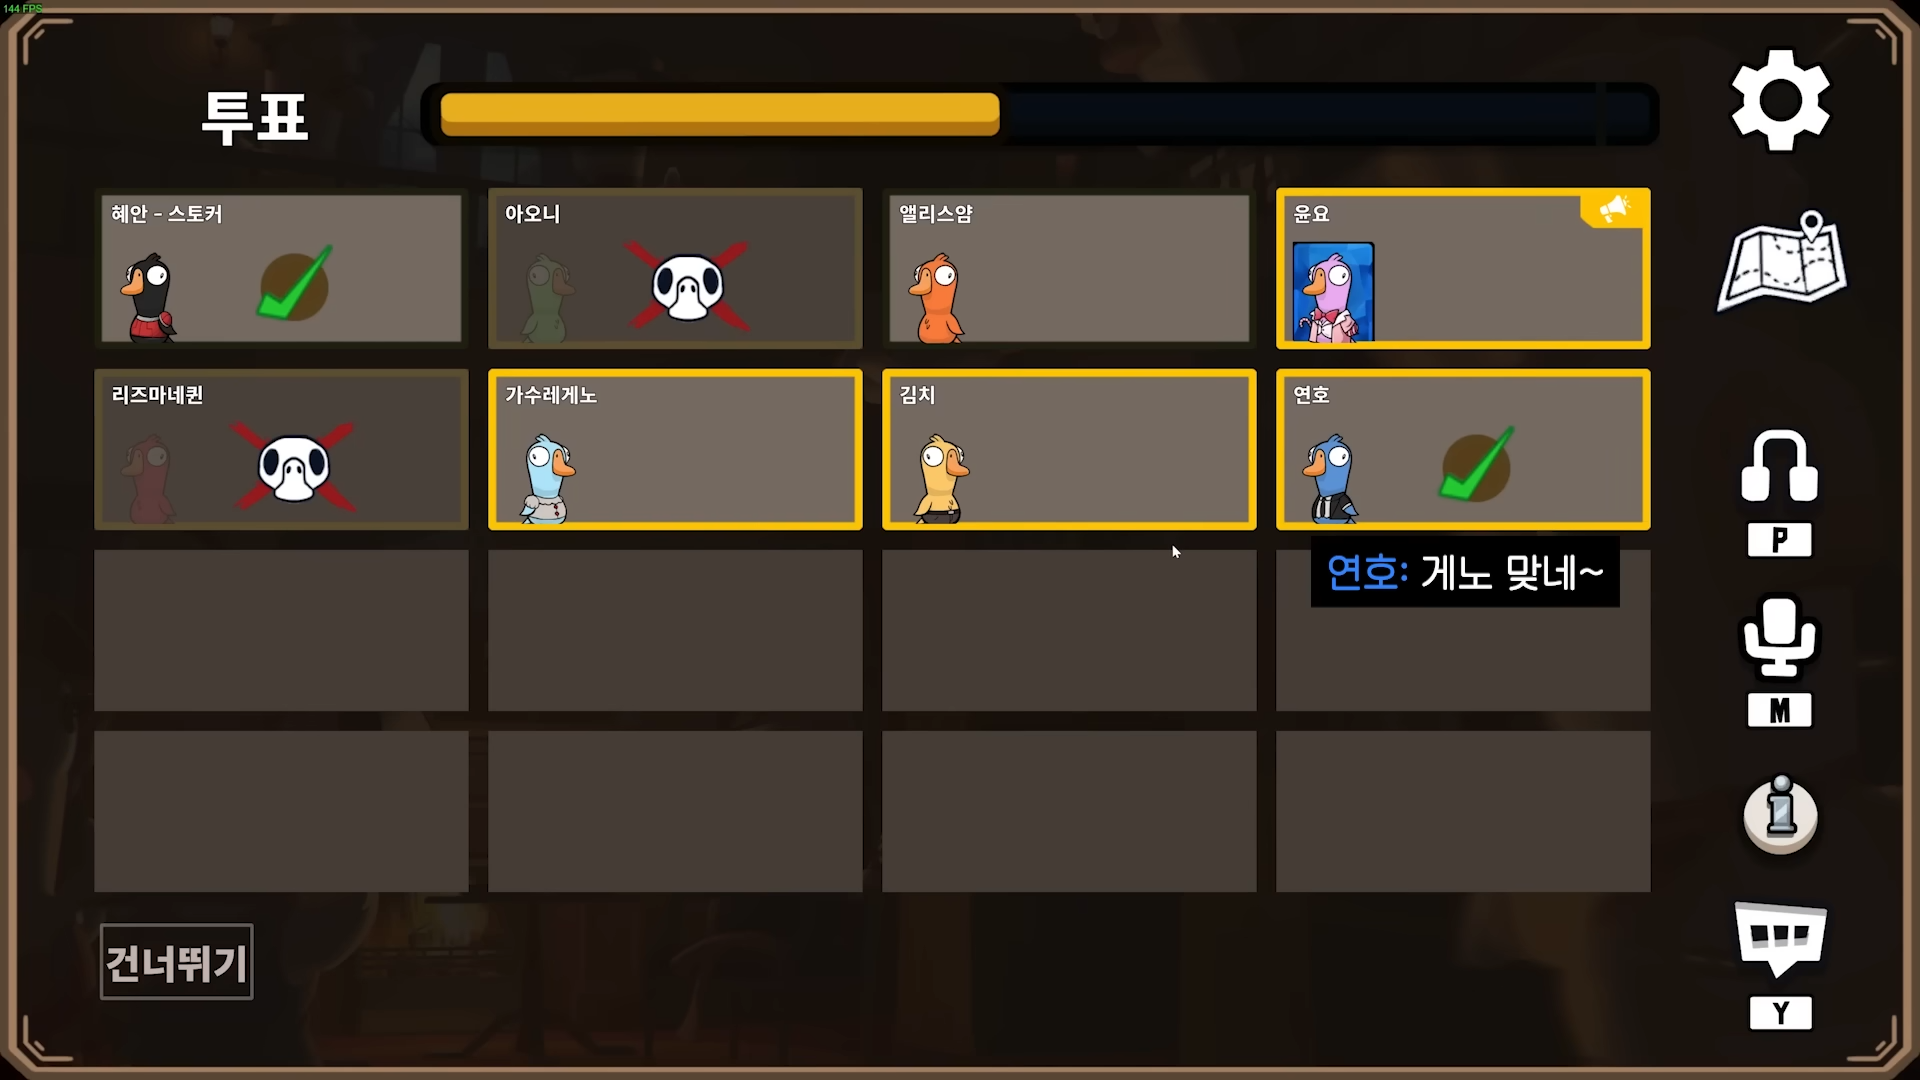 144 FPS
투표
혜안 - 스토커
아오니
앨리스얌
윤요
리즈마네퀸
가수레게노
김치
연호
연호: 게노 맞네~
P
M
Y
건너뛰기